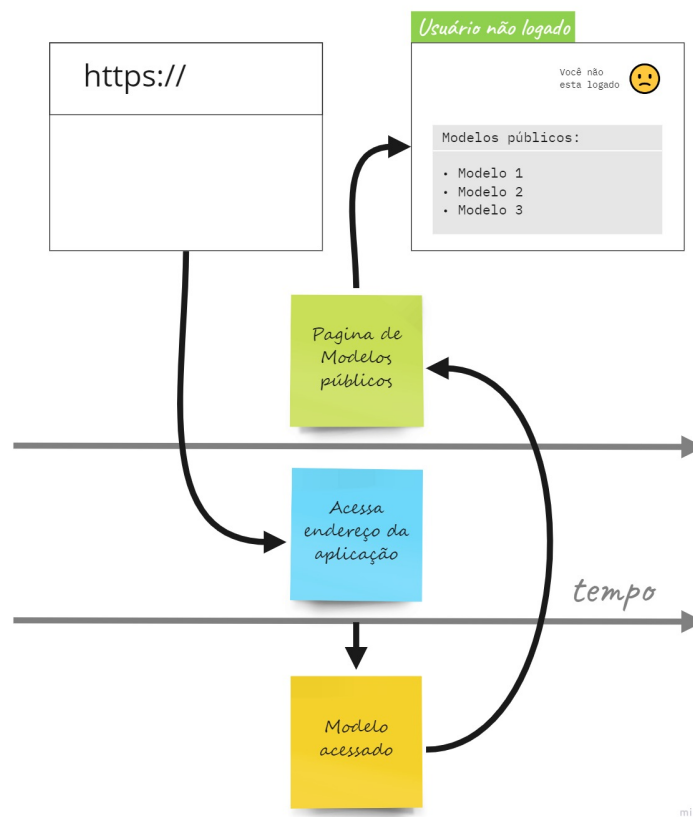 Usuário não logado
https://
Você não
esta logado
Modelos públicos:
• Modelo 1
• Modelo 2
• Modelo 3
Pagina de
Modelos
públicos
Acessa
endereço da
aplicação
tempo
Modelo
acessado
mi